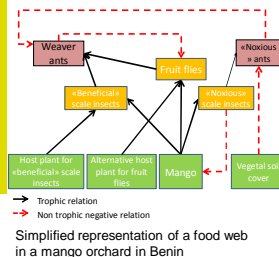 Weaver
ants
«Noxious
» ants
Fruit flies
«Beneficial»
scale insects
«Noxious»
scale insects
Host plant for
«beneficial» scale
insects
Alternative host
plant for fruit
flies
Mango
Vegetal soil
cover
Trophic relation
Non trophic negative relation
Simplified representation of a food web
in a mango orchard in Benin